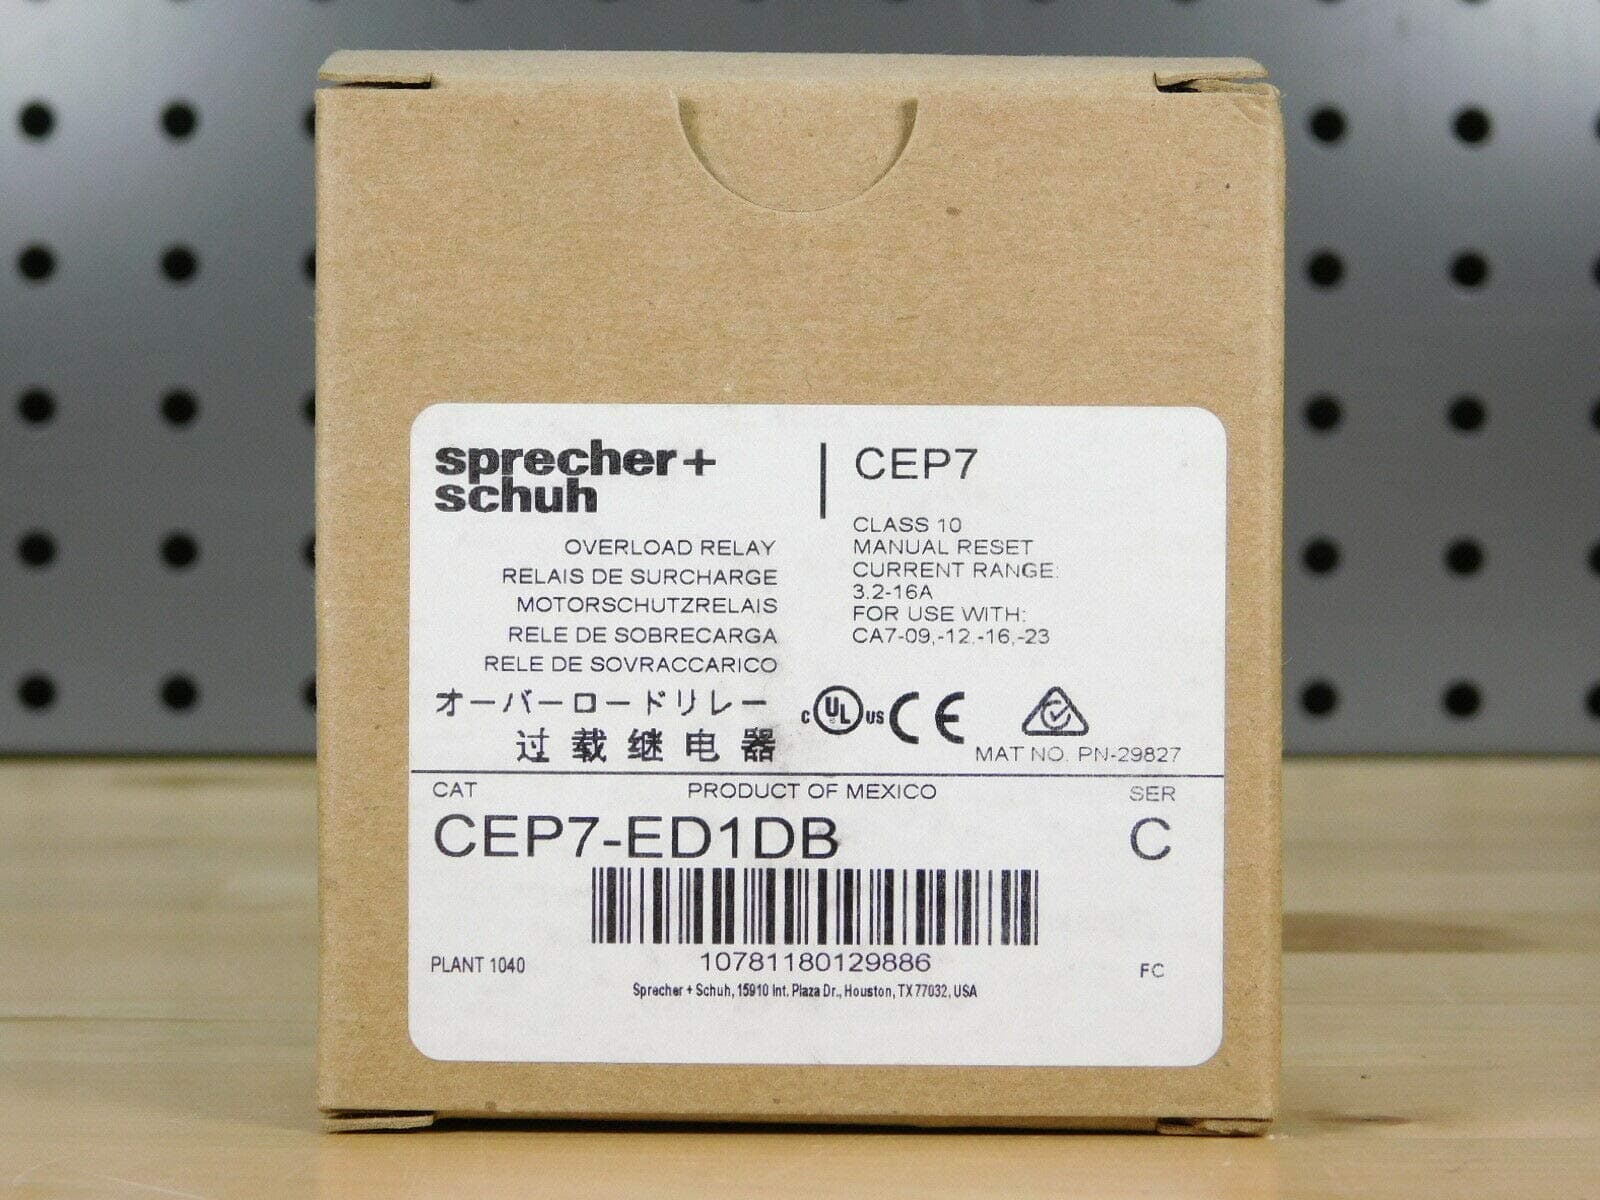 sprecher+
schuh
OVERLOAD RELAY
RELAIS DE SURCHARGE
MOTORSCHUTZRELAIS
RELE DE SOBRECARGA
RELE DE SOVRACCARICO
オーバーロードリレー
过载继电器
CEP7
CLASS 10
MANUAL RESET
CURRENT RANGE:
3.2-16A
FOR USE WITH:
CA7-09,-12,-16,-23
C UL US CE
MAT NO. PN-29827
CAT
PRODUCT OF MEXICO
SER
CEP7-ED1DB
C
10781180129886
PLANT 1040
FC
Sprecher + Schuh, 15910 Int. Plaza Dr., Houston, TX 77032, USA